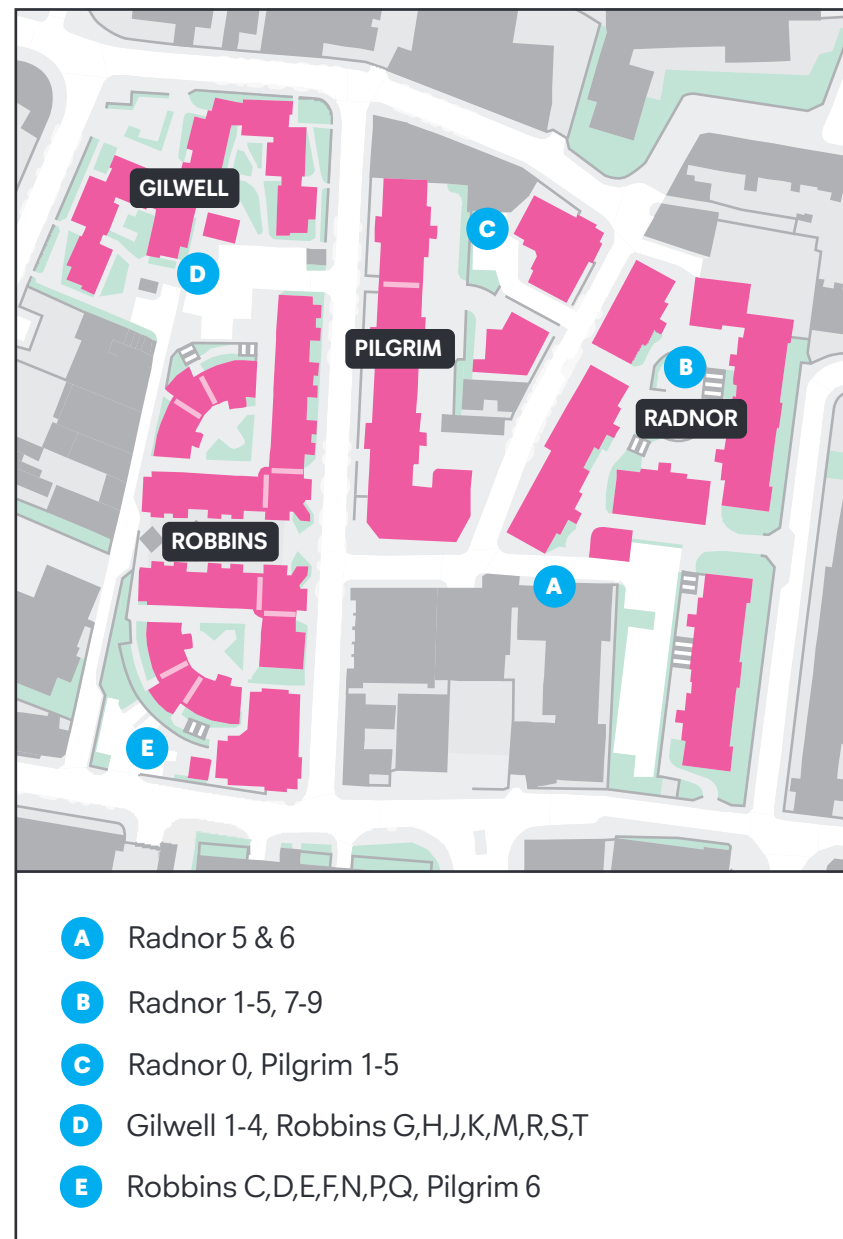 GILWELL
C
D
PILGRIM
B
RADNOR
ROBBINS
A
E
A Radnor 5 & 6
B Radnor 1-5, 7-9
C Radnor 0, Pilgrim 1-5
D Gilwell 1-4, Robbins G,H,J,K,M,R,S,T
E Robbins C,D,E,F,N,P,Q, Pilgrim 6